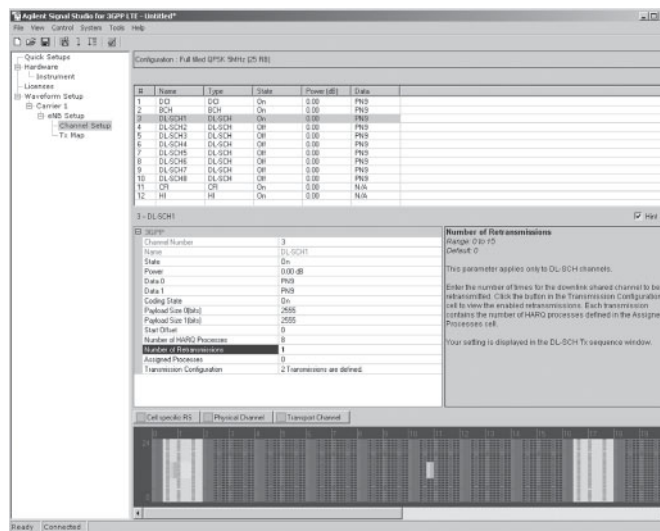 Agilent Signal Studio for 3GPP LTE - Untitled*
File View Control System Tools Help
Quick Setups
Hardware
Instrument
Licenses
Waveform Setup
Carrier 1
eNB Setup
Channel Setup
Tx Map
Configuration : Full filled QPSK 5MHz (25 RB)
# Name Type State Power (dB) Data
1 DCI DCI On 0.00 PN9
2 BCH BCH On 0.00 PN9
3 DL-SCH1 DL-SCH On 0.00 PN9
4 DL-SCH2 DL-SCH Off 0.00 PN9
5 DL-SCH3 DL-SCH Off 0.00 PN9
6 DL-SCH4 DL-SCH Off 0.00 PN9
7 DL-SCH5 DL-SCH Off 0.00 PN9
8 DL-SCH6 DL-SCH Off 0.00 PN9
9 DL-SCH7 DL-SCH Off 0.00 PN9
10 DL-SCH8 DL-SCH Off 0.00 PN9
11 CFI CFI On 0.00 N/A
12 HI HI On 0.00 N/A
3 - DL-SCH1
Hint
3GPP
Channel Number 3
Name DL-SCH1
State On
Power 0.00 dB
Data 0 PN9
Data 1 PN9
Coding State On
Payload Size 0(bits) 2555
Payload Size 1(bits) 2555
Start Offset 0
Number of HARQ Processes 8
Number of Retransmissions 1
Assigned Processes 0
Transmission Configuration 2 Transmissions are defined.
Number of Retransmissions
Range: 0 to 15
Default: 0
This parameter applies only to DL-SCH channels.
Enter the number of times for the downlink shared channel to be
retransmitted. Click the button in the Transmission Configuration
cell to view the enabled retransmissions. Each transmission
contains the number of HARQ processes defined in the Assigne
Processes cell.
Your setting is displayed in the DL-SCH Tx sequence window.
Cell specific RS Physical Channel Transport Channel
10 11 12 13 14 15 16 17 18 19
24
0
Ready Connected